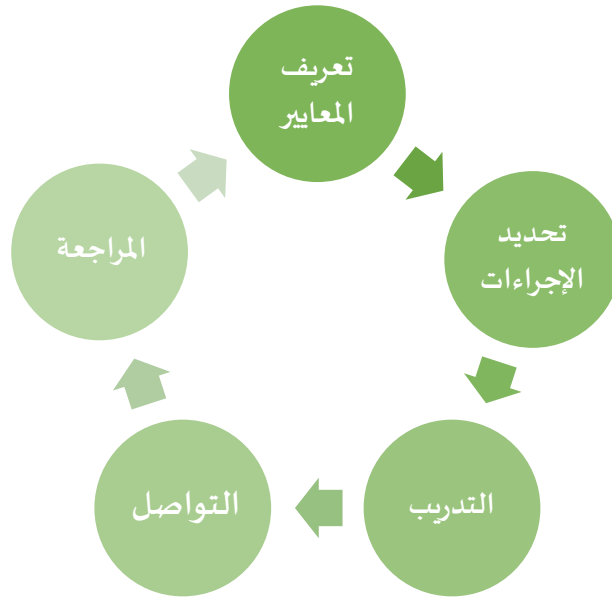 تعريف
المعايير
تحديد
الإجراءات
التدريب
التواصل
المراجعة